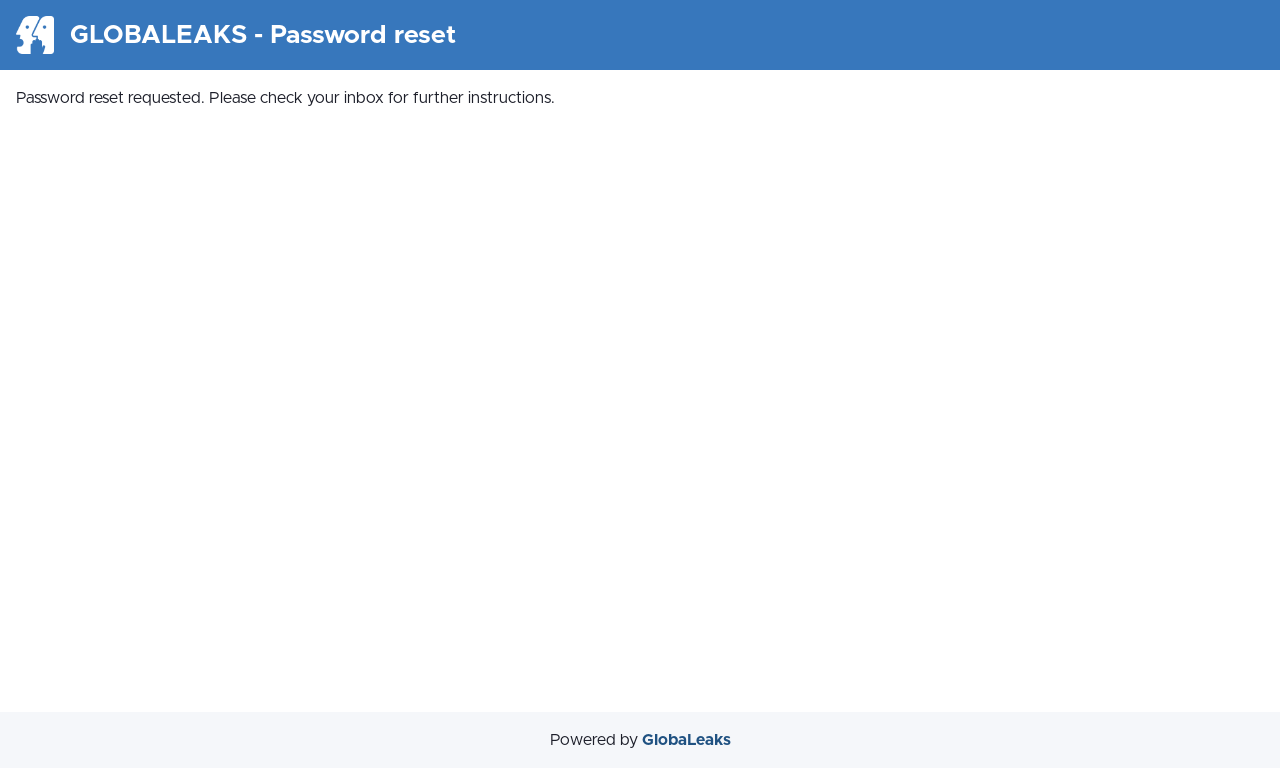 GLOBALEAKS - Password reset
Password reset requested. Please check your inbox for further instructions.
Powered by GlobaLeaks